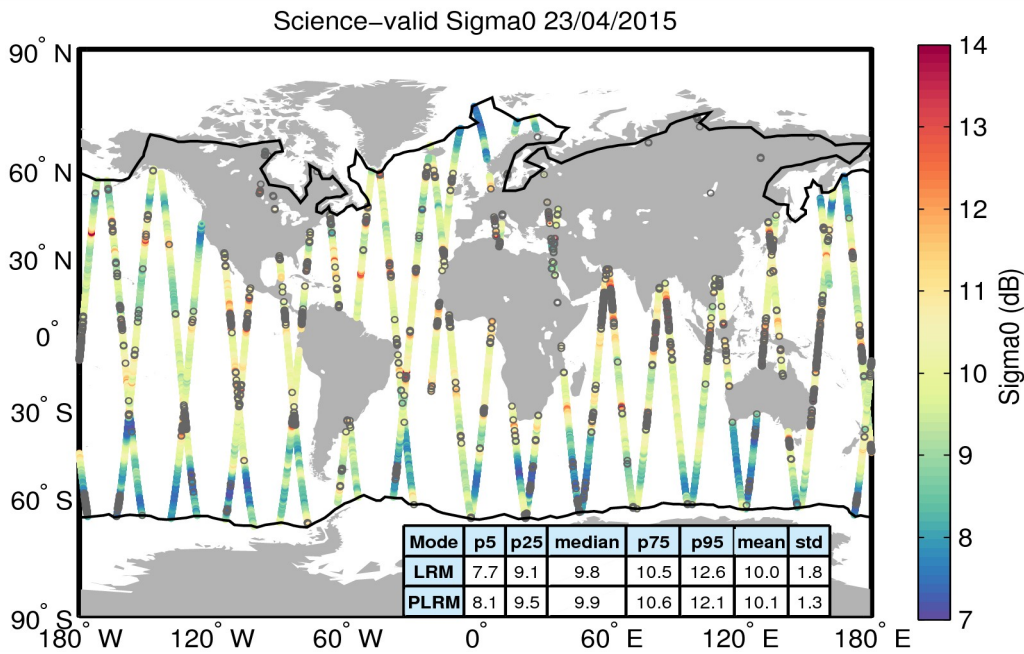 Science−valid Sigma0 23/04/2015
90° N
60° N
30° N
0°
30° S
60° S
90° S
180° W
120° W
60° W
0°
60° E
120° E
180° E
Mode p5 p25 median p75 p95 mean std
LRM 7.7 9.1 9.8 10.5 12.6 10.0 1.8
PLRM 8.1 9.5 9.9 10.6 12.1 10.1 1.3
14
13
12
11
10
9
8
7
Sigma0 (dB)